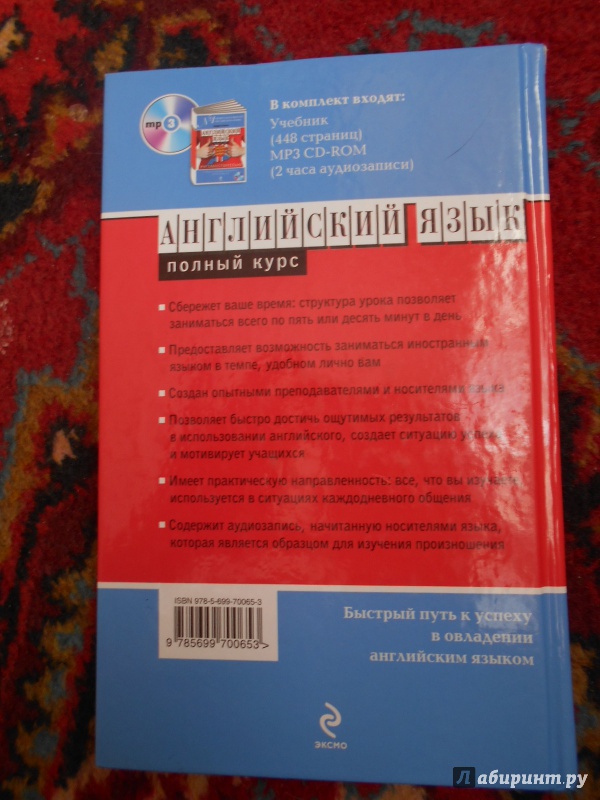 mp3
АНГЛИЙСКИЙ
ЯЗЫК
В комплект входят:
Учебник
(448 страниц)
MP3 CD-ROM
(2 часа аудиозаписи)
АНГЛИЙСКИЙ ЯЗЫК
ПОЛНЫЙ КУРС
Сбережет ваше время: структура урока позволяет
заниматься всего по пять или десять минут в день
Предоставляет возможность заниматься иностранным
языком в темпе, удобном лично вам
Создан опытными преподавателями и носителями языка
Позволяет быстро достичь ощутимых результатов
в использовании английского, создает ситуацию успеха
и мотивирует учащихся
Имеет практическую направленность: все, что вы изучаете,
используется в ситуациях каждодневного общения
Содержит аудиозапись, начитанную носителями языка,
которая является образцом для изучения произношения
ISBN 978-5-699-70065-3
9 785699 700653>
Быстрый путь к успеху
в овладении
английским языком
ЭКСМО
Лабиринт.ру